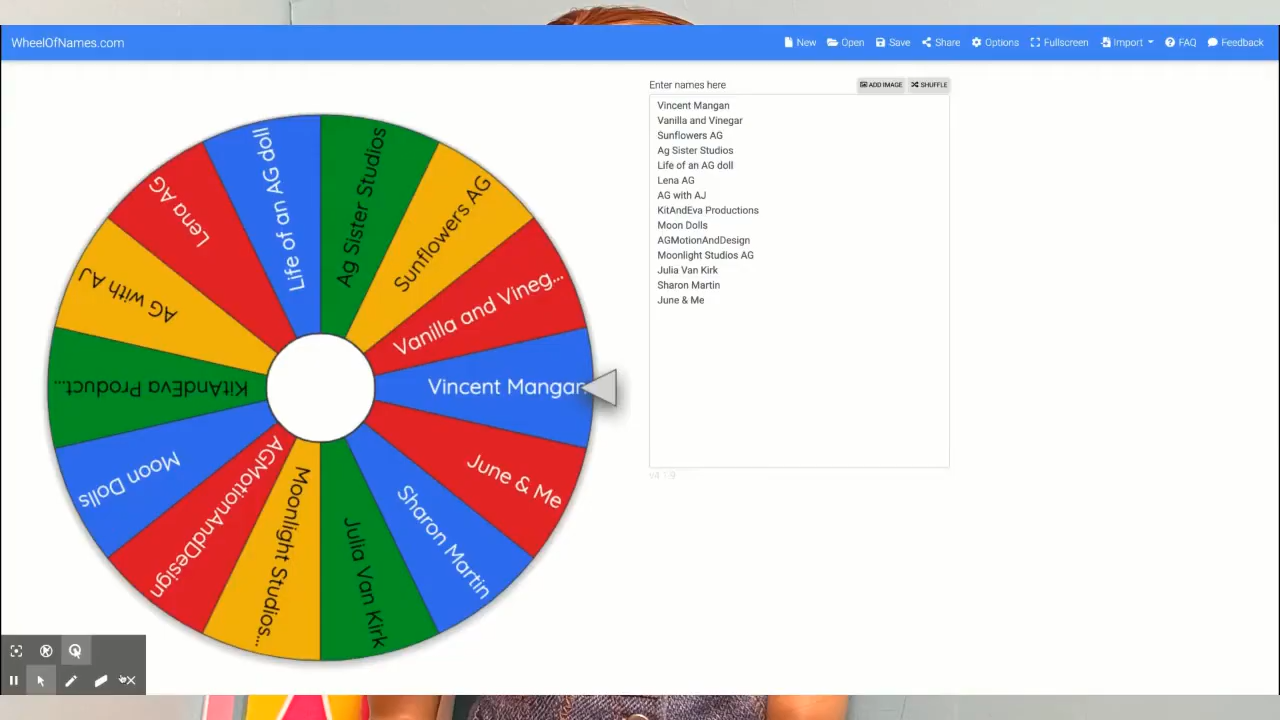 WheelOfNames.com
New Open Save Share Options Fullscreen Import FAQ Feedback
Enter names here
ADD IMAGE SHUFFLE
Vincent Mangan
Vanilla and Vinegar
Sunflowers AG
Ag Sister Studios
Life of an AG doll
Lena AG
AG with AJ
KitAndEva Productions
Moon Dolls
AGMotionAndDesign
Moonlight Studios AG
Julia Van Kirk
Sharon Martin
June & Me
Life of an AG doll
Ag Sister Studios
Sunflowers AG
Vanilla and Vineg...
Vincent Mangan
June & Me
Sharon Martin
Julia Van Kirk
Moonlight Studios...
AGMotionAndDesign
Moon Dolls
KitAndEva Product...
AG with AJ
Lena AG